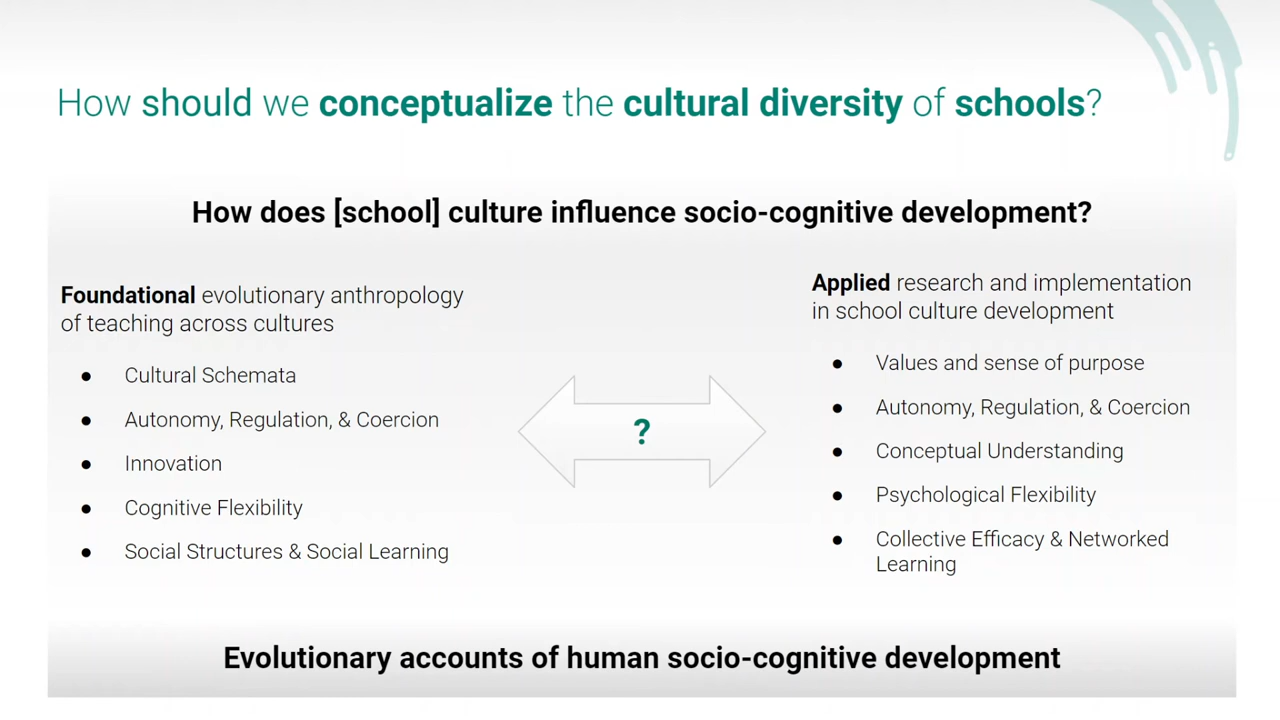 How should we conceptualize the cultural diversity of schools?
How does [school] culture influence socio-cognitive development?
Foundational evolutionary anthropology
of teaching across cultures
● Cultural Schemata
● Autonomy, Regulation, & Coercion
● Innovation
● Cognitive Flexibility
● Social Structures & Social Learning
?
Applied research and implementation
in school culture development
● Values and sense of purpose
● Autonomy, Regulation, & Coercion
● Conceptual Understanding
● Psychological Flexibility
● Collective Efficacy & Networked
Learning
Evolutionary accounts of human socio-cognitive development